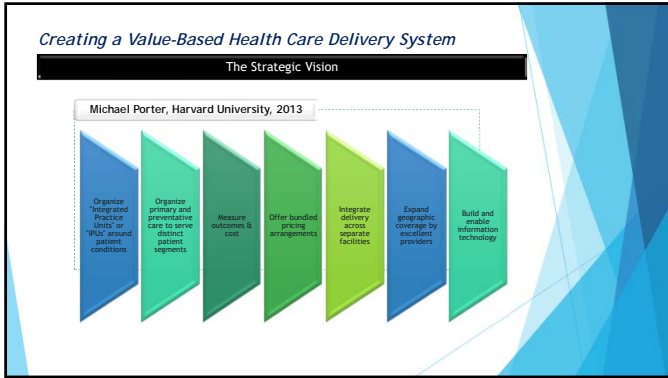 Creating a Value-Based Health Care Delivery System
The Strategic Vision
Michael Porter, Harvard University, 2013
Organize
"Integrated
Practice
Units" or
"IPUs" around
patient
conditions
Organize
primary and
preventative
care to serve
distinct
patient
segments
Measure
outcomes &
cost
Offer bundled
pricing
arrangements
Integrate
delivery
across
separate
facilities
Expand
geographic
coverage by
excellent
providers
Build and
enable
information
technology